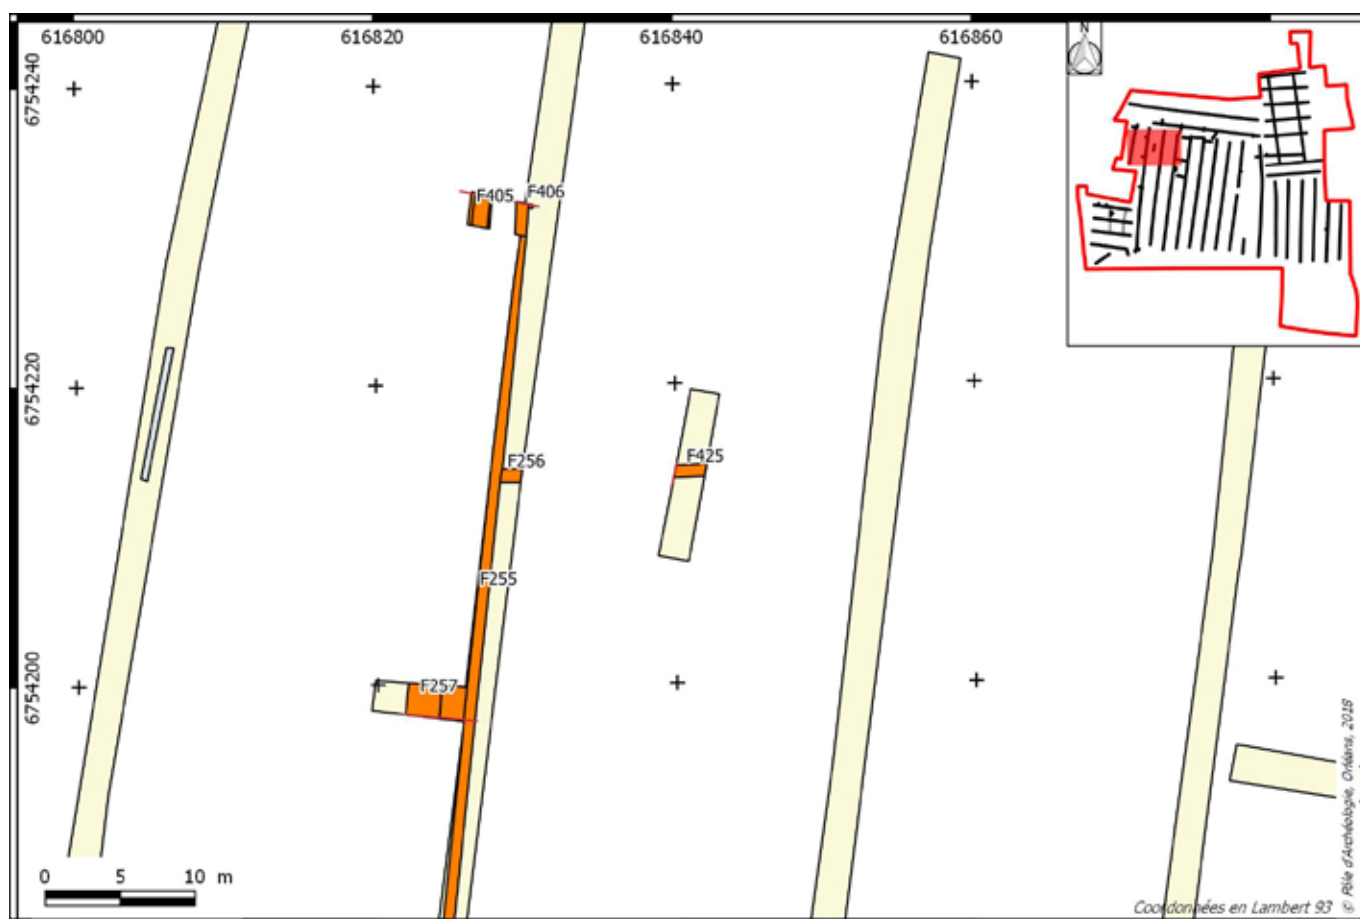 616800
616820
616840
616860
N
6754240
F405
F406
6754220
F256
F425
F255
6754200
F257
0
5
10 m
Coordonnées en Lambert 93
© Pôle d'Archéologie, Orléans, 2018